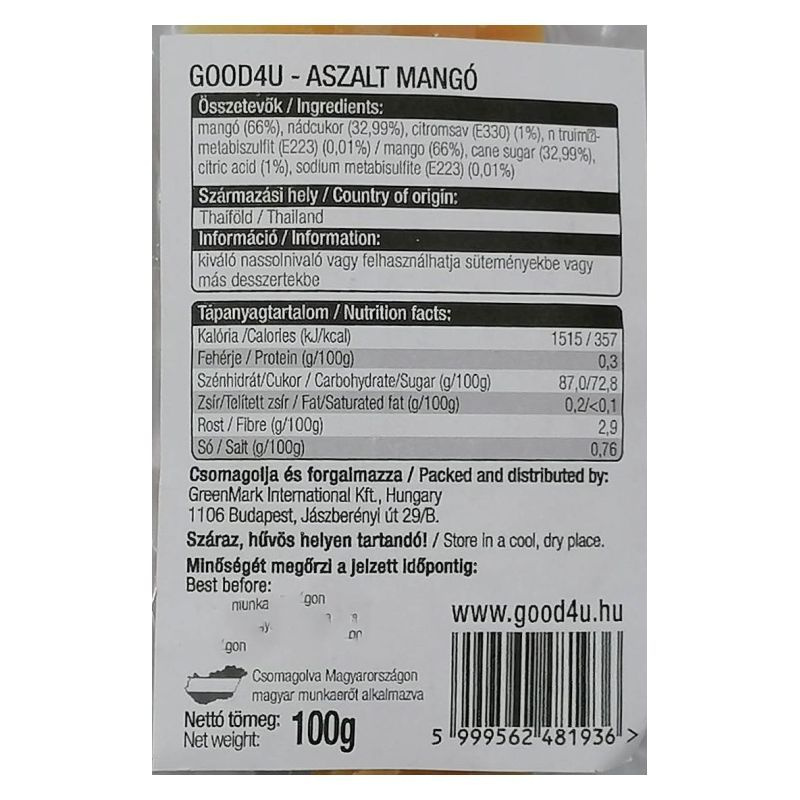 GOOD4U - ASZALT MANGÓ
Összetevők / Ingredients:
mangó (66%), nádcukor (32,99%), citromsav (E330) (1%), n truim-
metabiszulfit (E223) (0,01%) / mango (66%), cane sugar (32,99%),
citric acid (1%), sodium metabisulfite (E223) (0,01%)
Származási hely / Country of origin:
Thaiföld / Thailand
Információ / Information:
kiváló nassolnivaló vagy felhasználhatja süteményekbe vagy
más desszertekbe
Tápanyagtartalom / Nutrition facts:
Kalória /Calories (kJ/kcal) 1515 / 357
Fehérje / Protein (g/100g) 0,3
Szénhidrát/Cukor / Carbohydrate/Sugar (g/100g) 87,0/72,8
Zsír/Telített zsír / Fat/Saturated fat (g/100g) 0,2/<0,1
Rost / Fibre (g/100g) 2,9
Só / Salt (g/100g) 0,76
Csomagolja és forgalmazza / Packed and distributed by:
GreenMark International Kft., Hungary
1106 Budapest, Jászberényi út 29/B.
Száraz, hűvös helyen tartandó! / Store in a cool, dry place.
Minőségét megőrzi a jelzett időpontig:
Best before:
munka gon
gon
www.good4u.hu
Csomagolva Magyarországon
magyar munkaerőt alkalmazva
Nettó tömeg: 100g
Net weight:
5 999562 481936 >